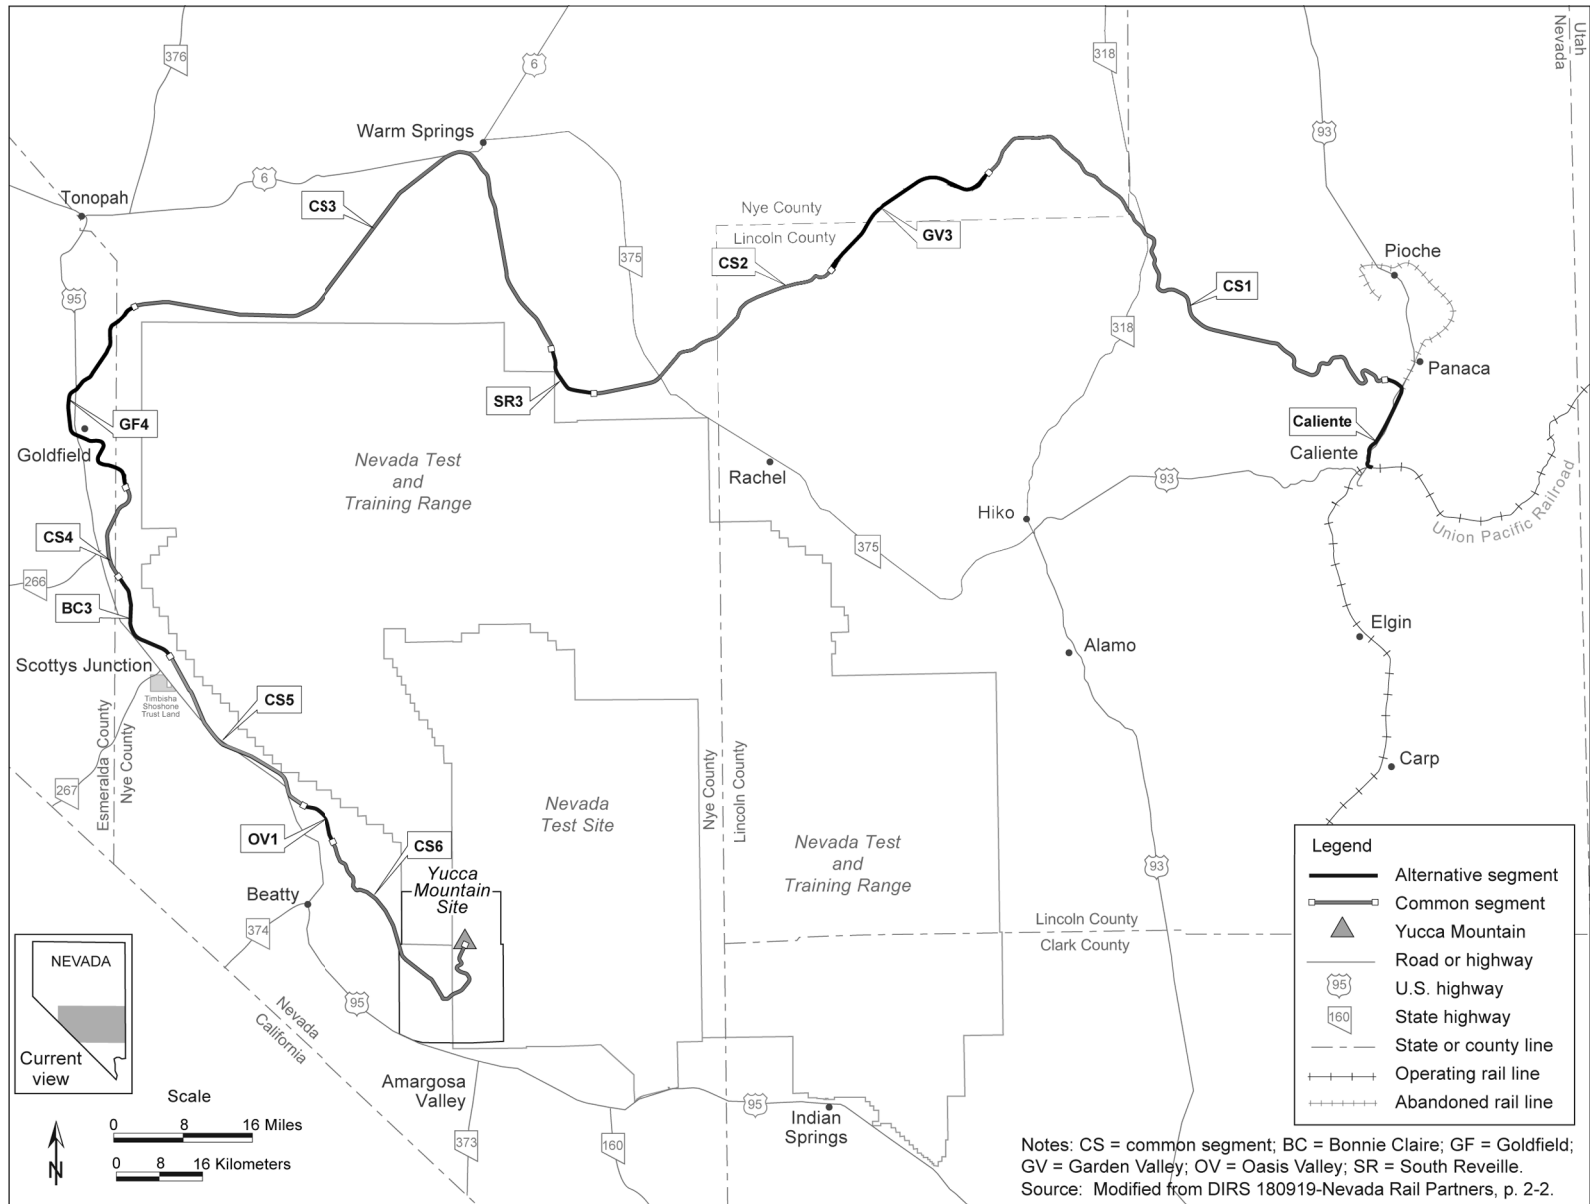 Utah
Nevada
376
6
318
93
Warm Springs
6
Tonopah
CS3
Nye County
Lincoln County
GV3
CS2
375
Pioche
95
CS1
318
Panaca
SR3
GF4
Caliente
Goldfield
Caliente
Nevada Test
and
Training Range
Rachel
93
Union Pacific Railroad
Hiko
CS4
375
266
BC3
Elgin
Alamo
Scottys Junction
Timbisha
Shoshone
Trust Land
CS5
Esmeralda County
Nye County
Nye County
Lincoln County
Carp
267
Nevada
Test Site
OV1
CS6
Nevada Test
and
Training Range
93
Yucca
Mountain
Site
Beatty
374
Lincoln County
Clark County
95
Nevada
California
NEVADA
Current
view
Amargosa
Valley
95
Indian
Springs
373
160
Scale
0 8 16 Miles
0 8 16 Kilometers
N
Legend
Alternative segment
Common segment
Yucca Mountain
Road or highway
95
U.S. highway
160
State highway
State or county line
Operating rail line
Abandoned rail line
Notes: CS = common segment; BC = Bonnie Claire; GF = Goldfield;
GV = Garden Valley; OV = Oasis Valley; SR = South Reveille.
Source: Modified from DIRS 180919-Nevada Rail Partners, p. 2-2.